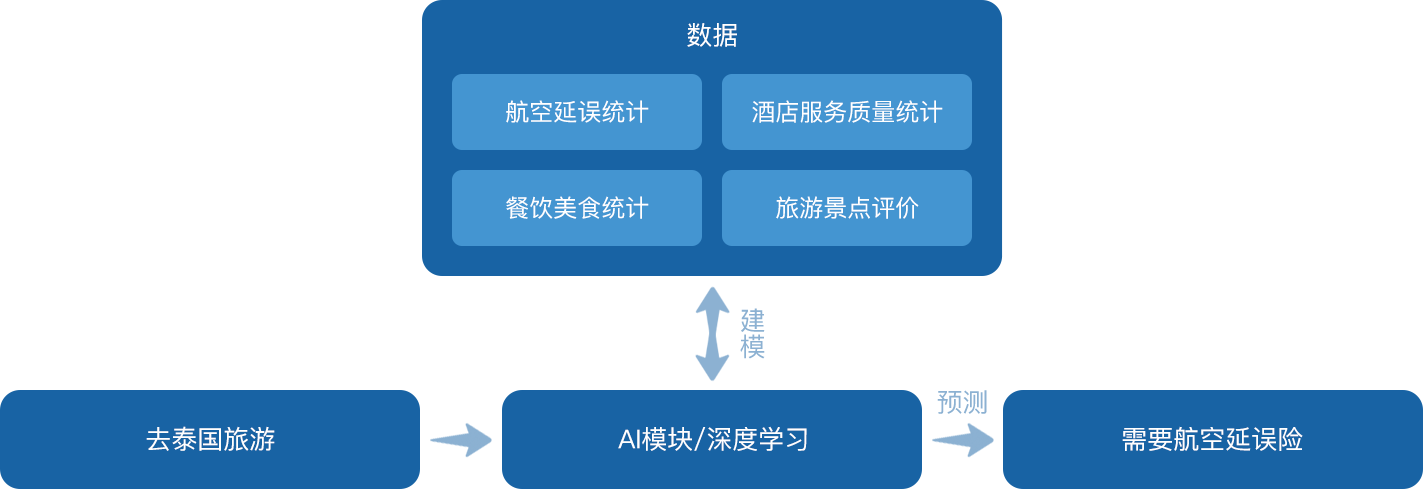 数据
航空延误统计
酒店服务质量统计
餐饮美食统计
旅游景点评价
建
模
去泰国旅游
AI模块/深度学习
预测
需要航空延误险